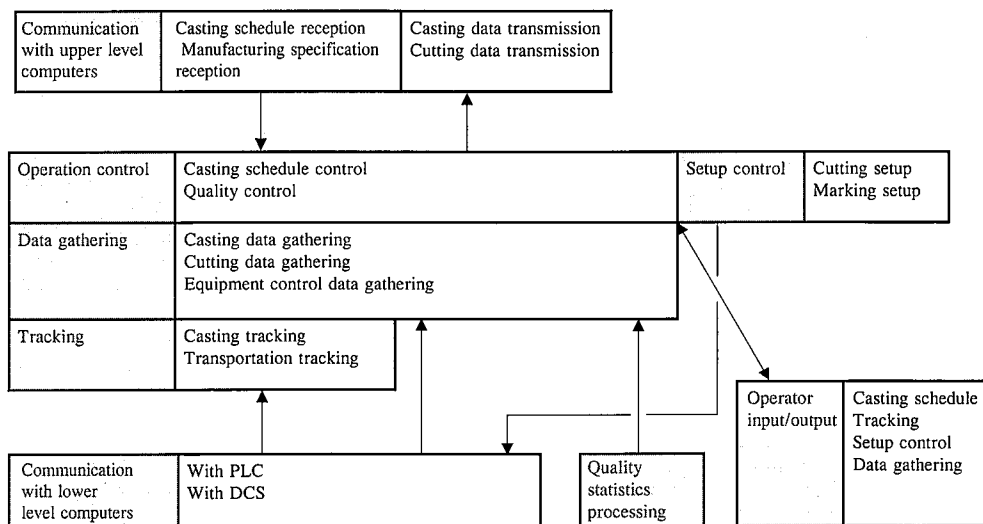 Communication
with upper level
computers
Casting schedule reception
Manufacturing specification
reception
Casting data transmission
Cutting data transmission
Operation control
Casting schedule control
Quality control
Setup control
Cutting setup
Marking setup
Data gathering
Casting data gathering
Cutting data gathering
Equipment control data gathering
Tracking
Casting tracking
Transportation tracking
Operator
input/output
Casting schedule
Tracking
Setup control
Data gathering
Communication
with lower
level computers
With PLC
With DCS
Quality
statistics
processing